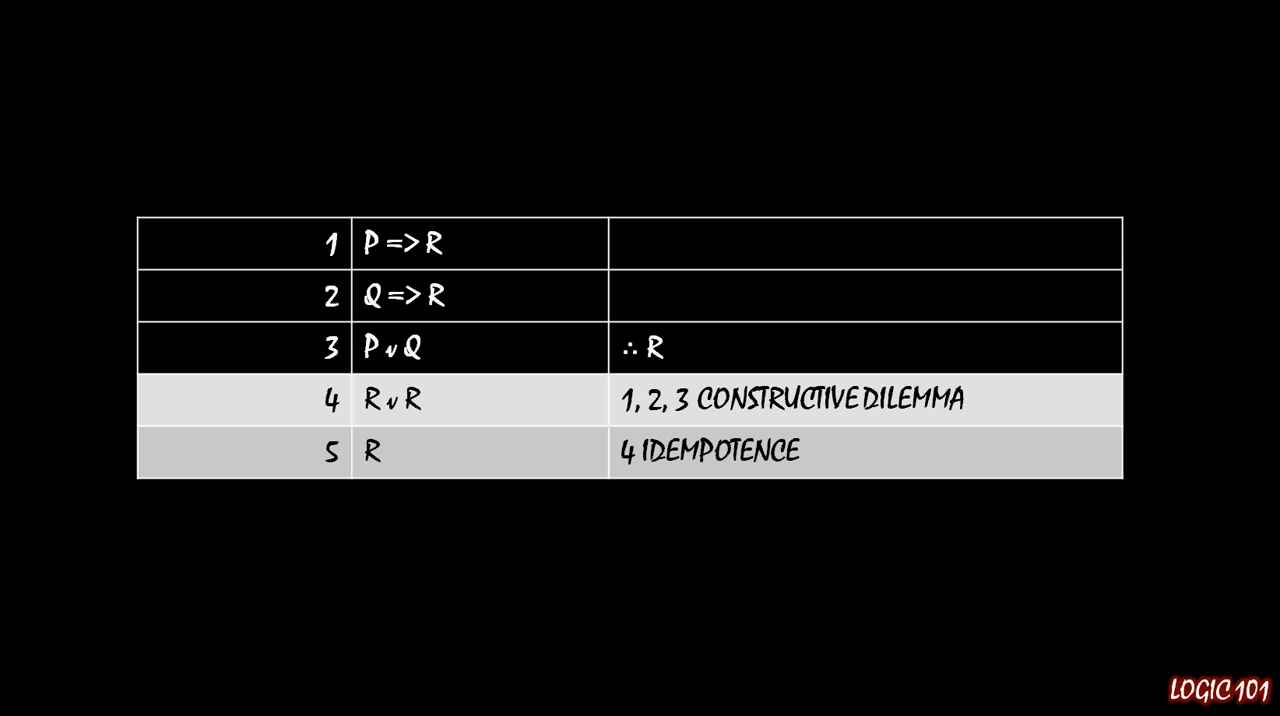 1 P => R
2 Q => R
3 P v Q ∴ R
4 R v R 1, 2, 3 CONSTRUCTIVE DILEMMA
5 R 4 IDEMPOTENCE
LOGIC 101